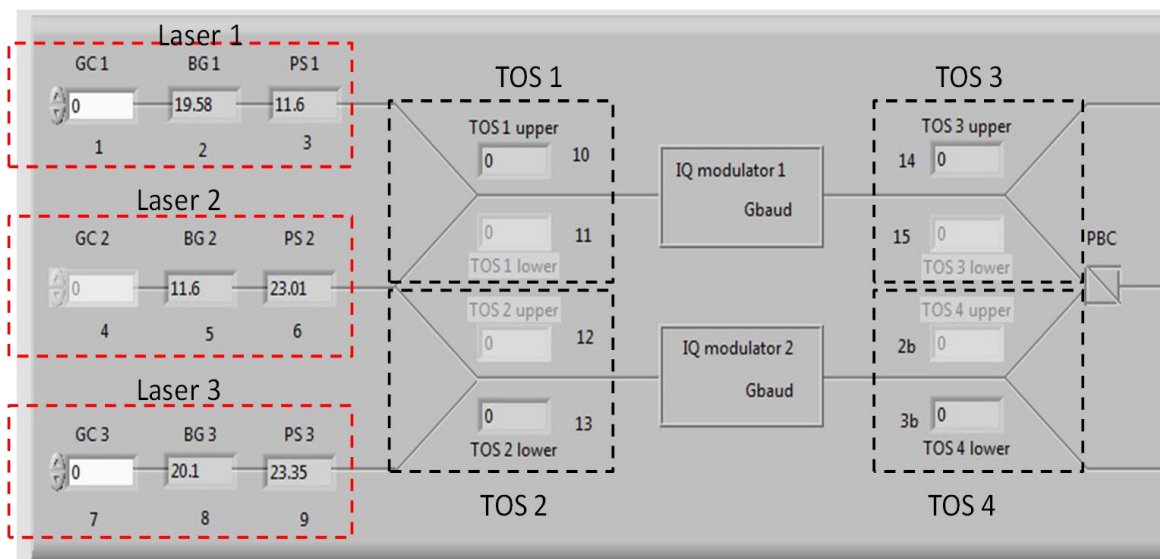 Laser 1
GC 1 BG 1 PS 1
0 19.58 11.6
1 2 3
Laser 2
GC 2 BG 2 PS 2
0 11.6 23.01
4 5 6
Laser 3
GC 3 BG 3 PS 3
0 20.1 23.35
7 8 9
TOS 1
TOS 1 upper
0 10
0 11
TOS 1 lower
TOS 2 upper
0 12
0 13
TOS 2 lower
TOS 2
IQ modulator 1
Gbaud
IQ modulator 2
Gbaud
TOS 3
TOS 3 upper
14 0
15 0
TOS 3 lower
TOS 4 upper
2b 0
3b 0
TOS 4 lower
TOS 4
PBC